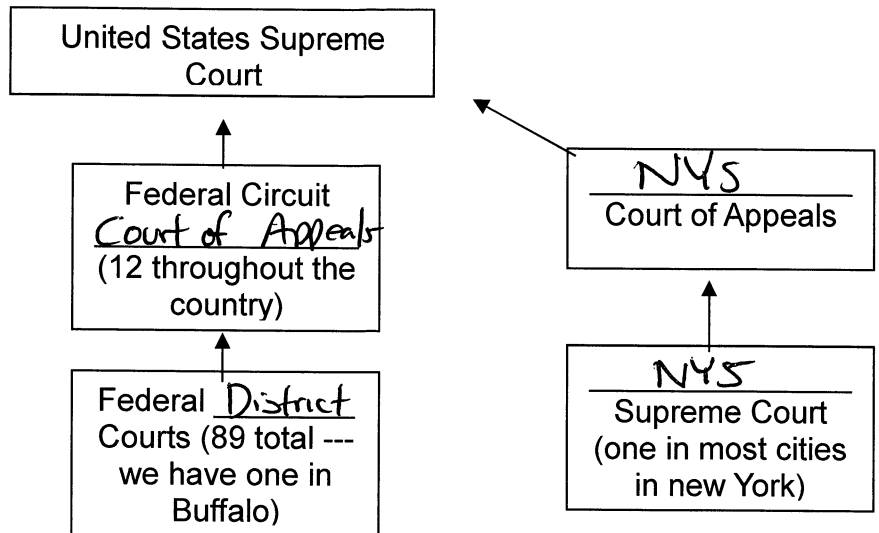 United States Supreme
Court
Federal Circuit
Court of Appeals
(12 throughout the
country)
Federal District
Courts (89 total ---
we have one in
Buffalo)
NYS
Court of Appeals
NYS
Supreme Court
(one in most cities
in new York)